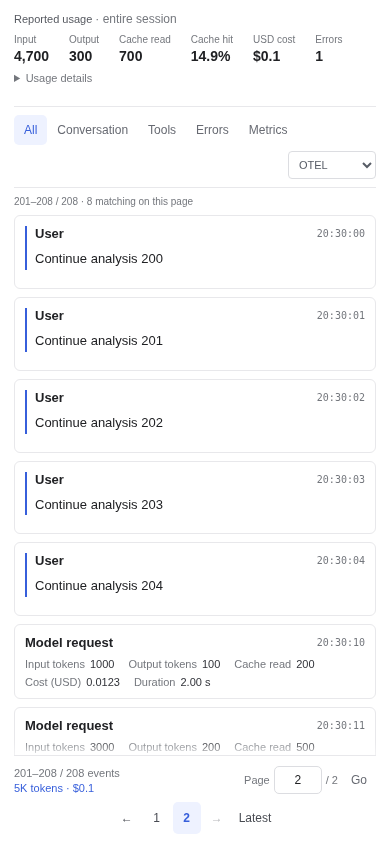 Reported usage · entire session
Input Output Cache read Cache hit USD cost Errors
4,700 300 700 14.9% $0.1 1
Usage details
All Conversation Tools Errors Metrics
OTEL
201–208 / 208 · 8 matching on this page
User 20:30:00
Continue analysis 200
User 20:30:01
Continue analysis 201
User 20:30:02
Continue analysis 202
User 20:30:03
Continue analysis 203
User 20:30:04
Continue analysis 204
Model request 20:30:10
Input tokens 1000 Output tokens 100 Cache read 200
Cost (USD) 0.0123 Duration 2.00 s
Model request 20:30:11
Input tokens 3000 Output tokens 200 Cache read 500
201–208 / 208 events
5K tokens · $0.1
Page 2 / 2 Go
← 1 2 → Latest